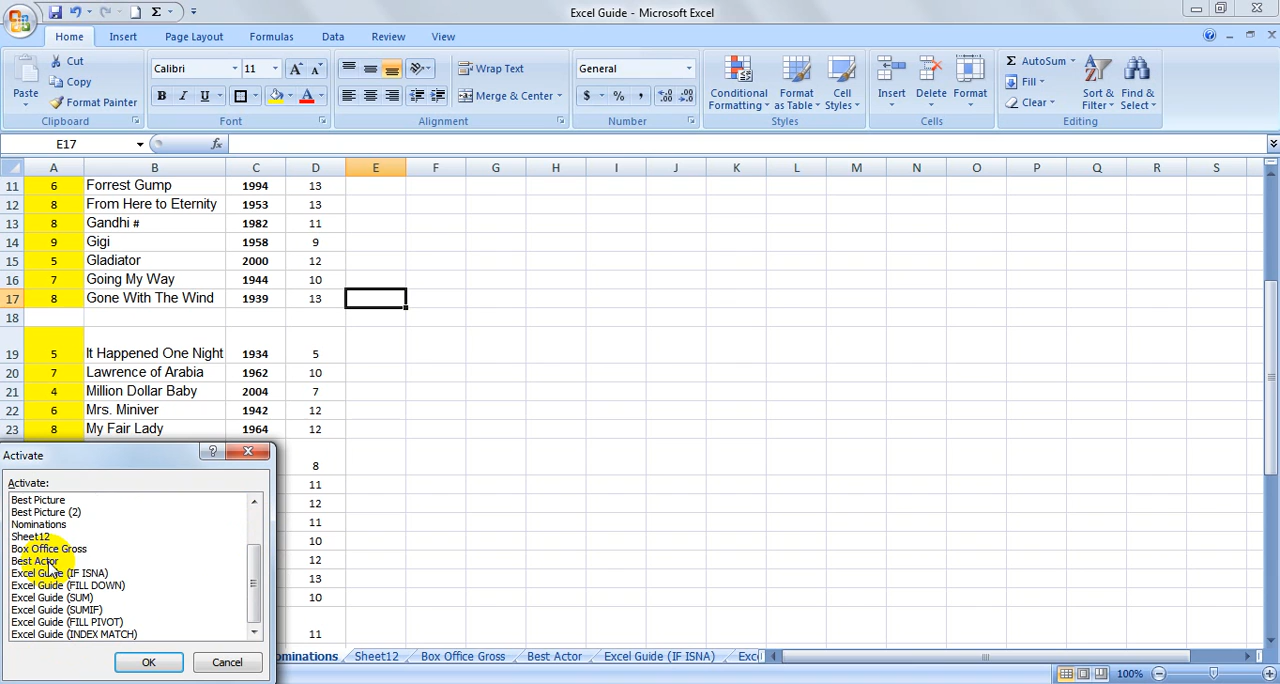 Excel Guide - Microsoft Excel
Home Insert Page Layout Formulas Data Review View
Paste Cut Copy Format Painter
Calibri 11
B I U
Wrap Text
Merge & Center
General
$ % ,
Conditional Formatting
Format as Table
Cell Styles
Insert Delete Format
AutoSum
Fill
Clear
Sort & Filter
Find & Select
Clipboard Font Alignment Number Styles Cells Editing
E17 fx
A B C D E F G H I J K L M N O P Q R S
11 6 Forrest Gump 1994 13
12 8 From Here to Eternity 1953 13
13 8 Gandhi # 1982 11
14 9 Gigi 1958 9
15 5 Gladiator 2000 12
16 7 Going My Way 1944 10
17 8 Gone With The Wind 1939 13
18
19 5 It Happened One Night 1934 5
20 7 Lawrence of Arabia 1962 10
21 4 Million Dollar Baby 2004 7
22 6 Mrs. Miniver 1942 12
23 8 My Fair Lady 1964 12
8
11
12
11
10
12
13
10
11
Activate
Activate:
Best Picture
Best Picture (2)
Nominations
Sheet12
Box Office Gross
Best Actor
Excel Guide (IF ISNA)
Excel Guide (FILL DOWN)
Excel Guide (SUM)
Excel Guide (SUMIF)
Excel Guide (FILL PIVOT)
Excel Guide (INDEX MATCH)
OK Cancel
ominations Sheet12 Box Office Gross Best Actor Excel Guide (IF ISNA) Exc
100%